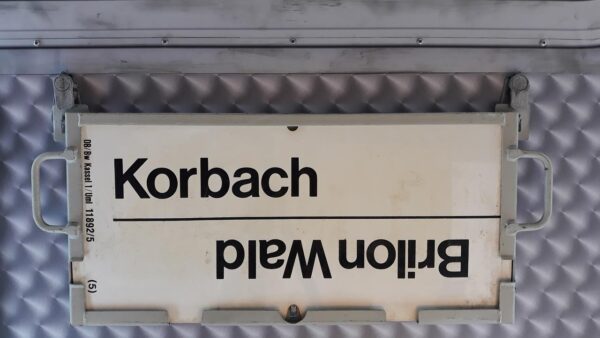 Korbach
Brilon Wald
DB/Bw Kassel 1/Uml 11892/5 (5)